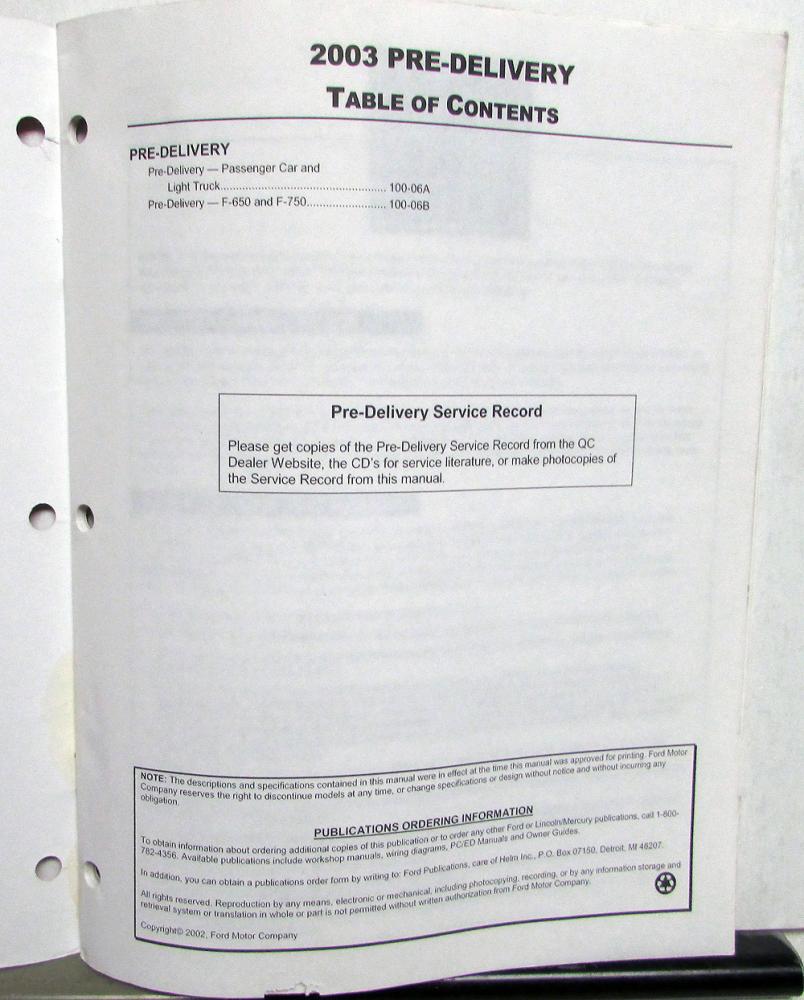 2003 PRE-DELIVERY
TABLE OF CONTENTS
PRE-DELIVERY
Pre-Delivery — Passenger Car and
Light Truck.................................................... 100-06A
Pre-Delivery — F-650 and F-750......................... 100-06B
Pre-Delivery Service Record
Please get copies of the Pre-Delivery Service Record from the QC
Dealer Website, the CD's for service literature, or make photocopies of
the Service Record from this manual.
NOTE: The descriptions and specifications contained in this manual were in effect at the time this manual was approved for printing. Ford Motor
Company reserves the right to discontinue models at any time, or change specifications or design without notice and without incurring any
obligation.
PUBLICATIONS ORDERING INFORMATION
To obtain information about ordering additional copies of this publication or to order any other Ford or Lincoln/Mercury publications, call 1-800-
782-4356. Available publications include workshop manuals, wiring diagrams, PC/ED Manuals and Owner Guides.
In addition, you can obtain a publications order form by writing to: Ford Publications, care of Helm Inc., P.O. Box 07150, Detroit, MI 48207.
All rights reserved. Reproduction by any means, electronic or mechanical, including photocopying, recording, or by any information storage and
retrieval system or translation in whole or part is not permitted without written authorization from Ford Motor Company.
Copyright© 2002, Ford Motor Company